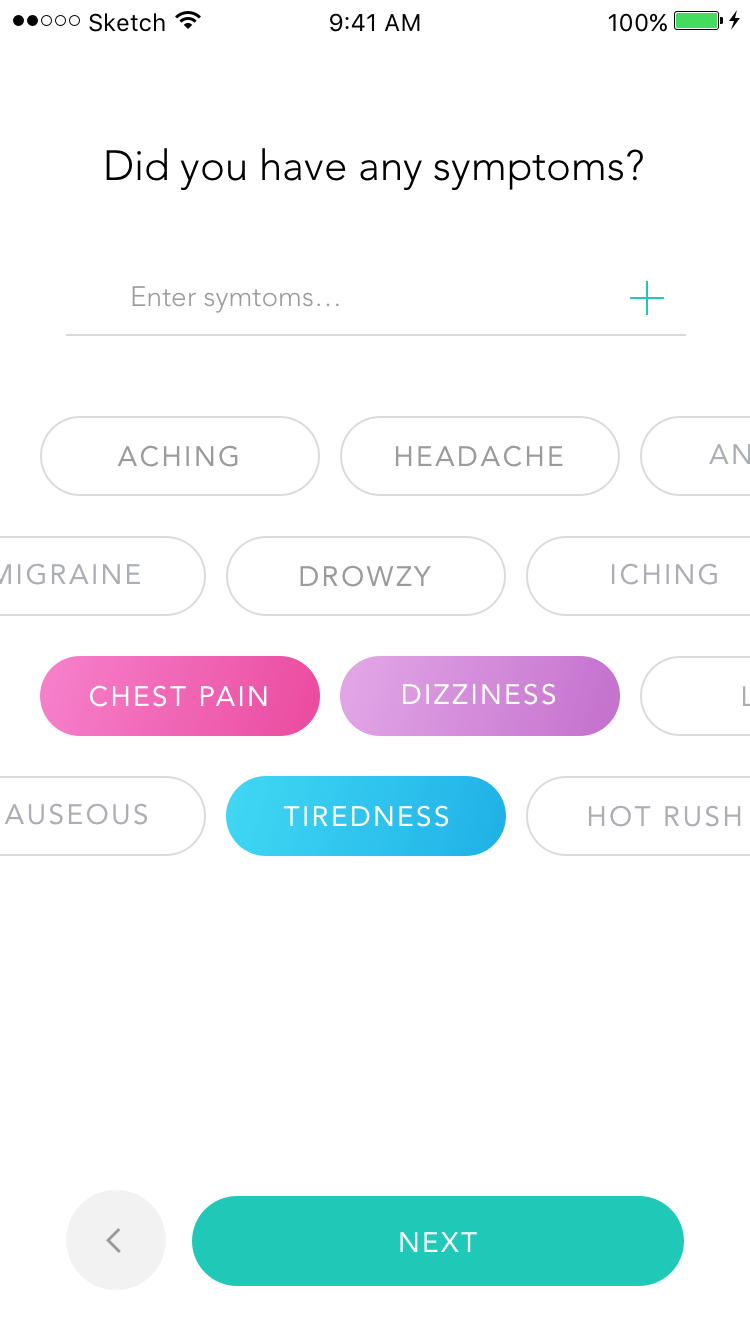 Sketch 9:41 AM 100%
Did you have any symptoms?
Enter symtoms...
ACHING HEADACHE AN
MIGRAINE DROWZY ICHING
CHEST PAIN DIZZINESS L
AUSEOUS TIREDNESS HOT RUSH
NEXT